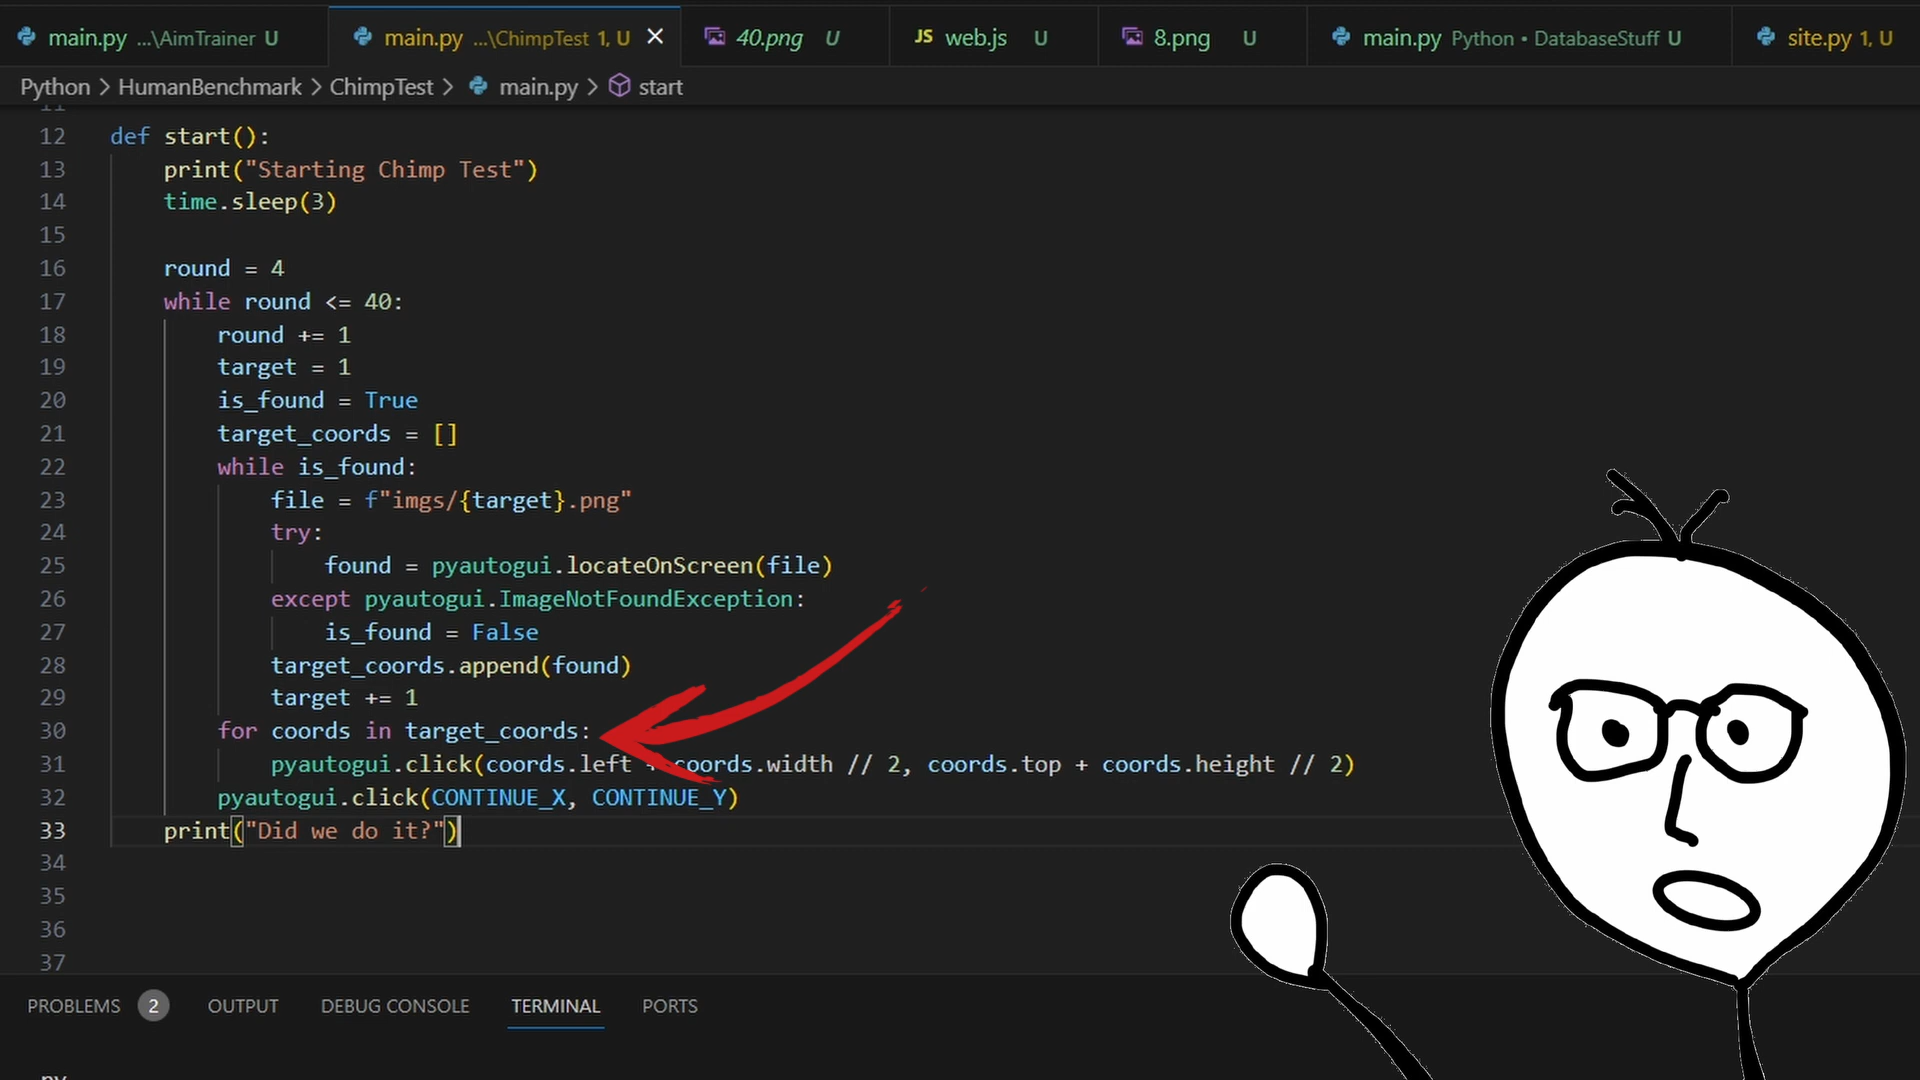 main.py ...\AimTrainer U main.py ...\ChimpTest 1, U 40.png U JS web.js U 8.png U main.py Python • DatabaseStuff U site.py 1, U
Python > HumanBenchmark > ChimpTest > main.py > start
11
12 def start():
13 print("Starting Chimp Test")
14 time.sleep(3)
15
16 round = 4
17 while round <= 40:
18 round += 1
19 target = 1
20 is_found = True
21 target_coords = []
22 while is_found:
23 file = f"imgs/{target}.png"
24 try:
25 found = pyautogui.locateOnScreen(file)
26 except pyautogui.ImageNotFoundException:
27 is_found = False
28 target_coords.append(found)
29 target += 1
30 for coords in target_coords:
31 pyautogui.click(coords.left + coords.width // 2, coords.top + coords.height // 2)
32 pyautogui.click(CONTINUE_X, CONTINUE_Y)
33 print("Did we do it?")
34
35
36
37
PROBLEMS 2 OUTPUT DEBUG CONSOLE TERMINAL PORTS